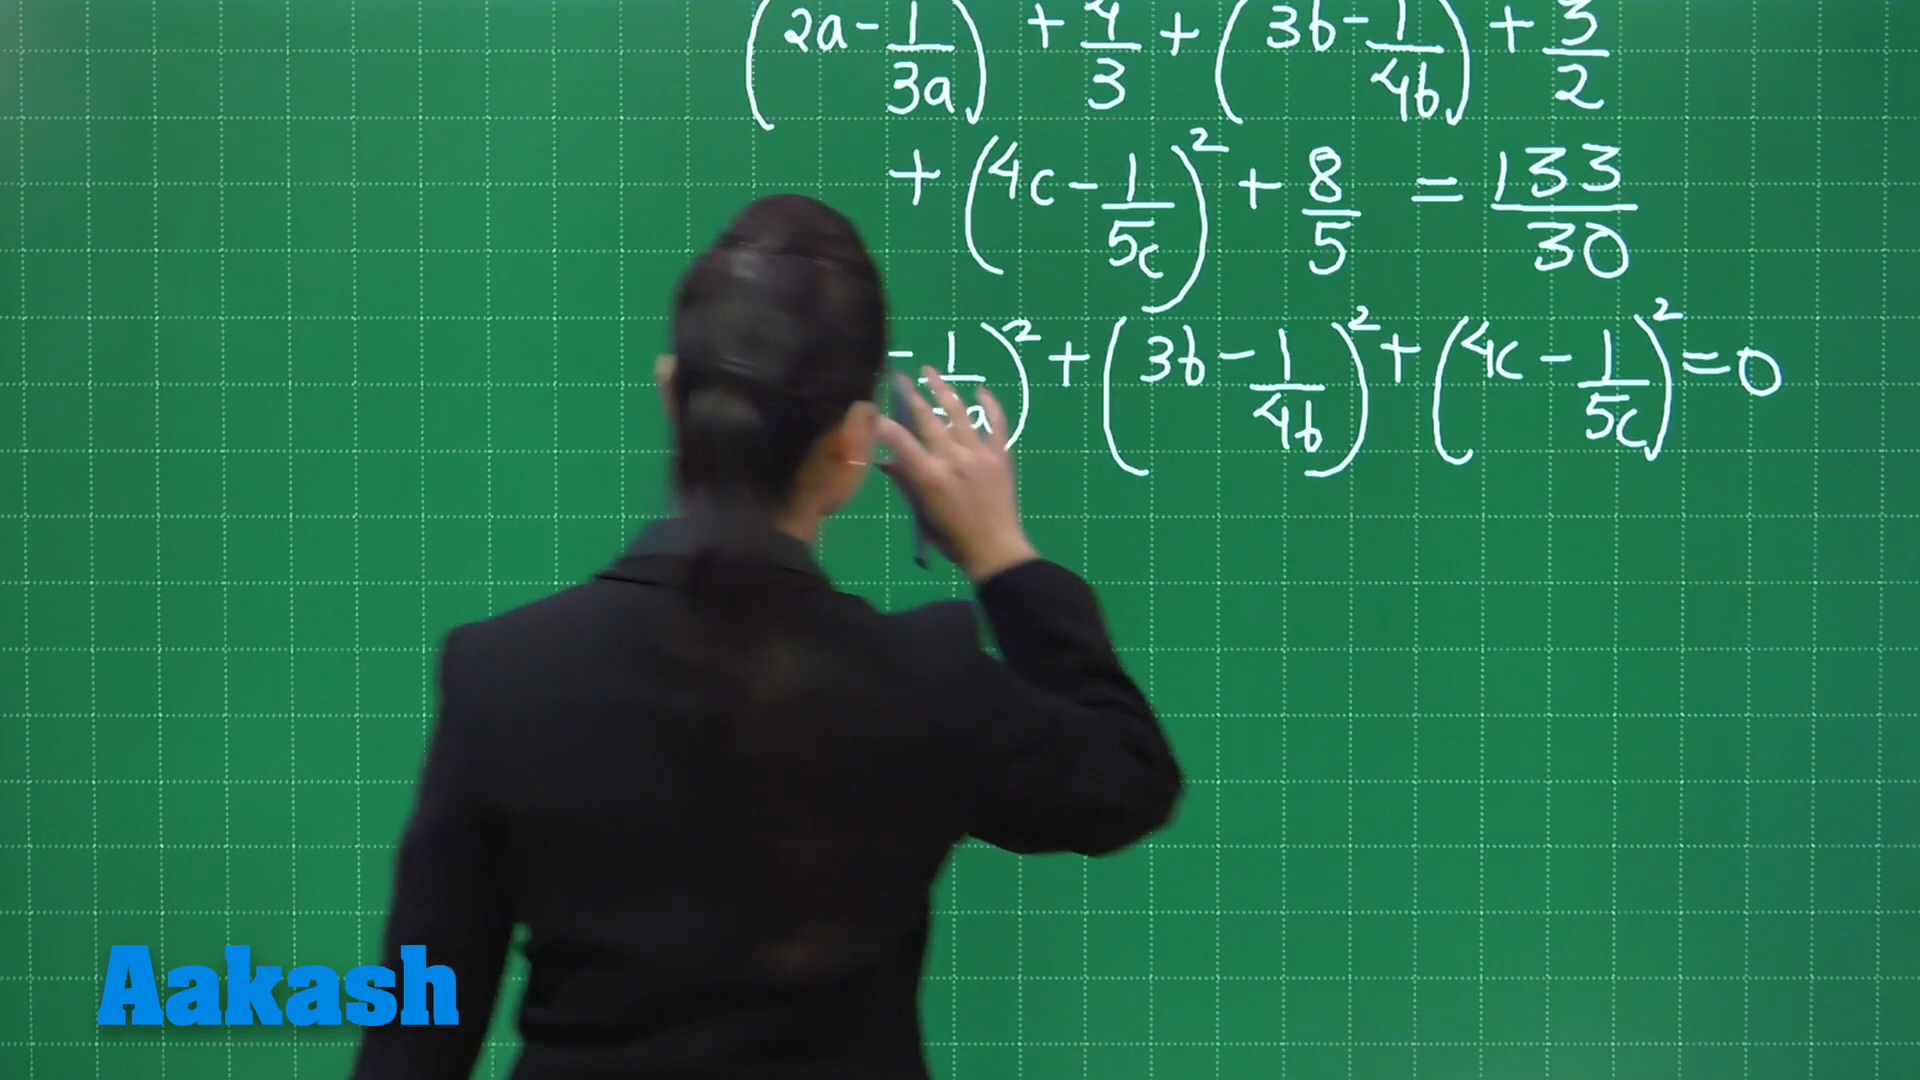 (2a - 1/3a) + 4/3 + (3b - 1/4b) + 3/2
+ (4c - 1/5c)² + 8/5 = 133/30
- 1/ a)² + (3b - 1/4b)² + (4c - 1/5c)² = 0
Aakash